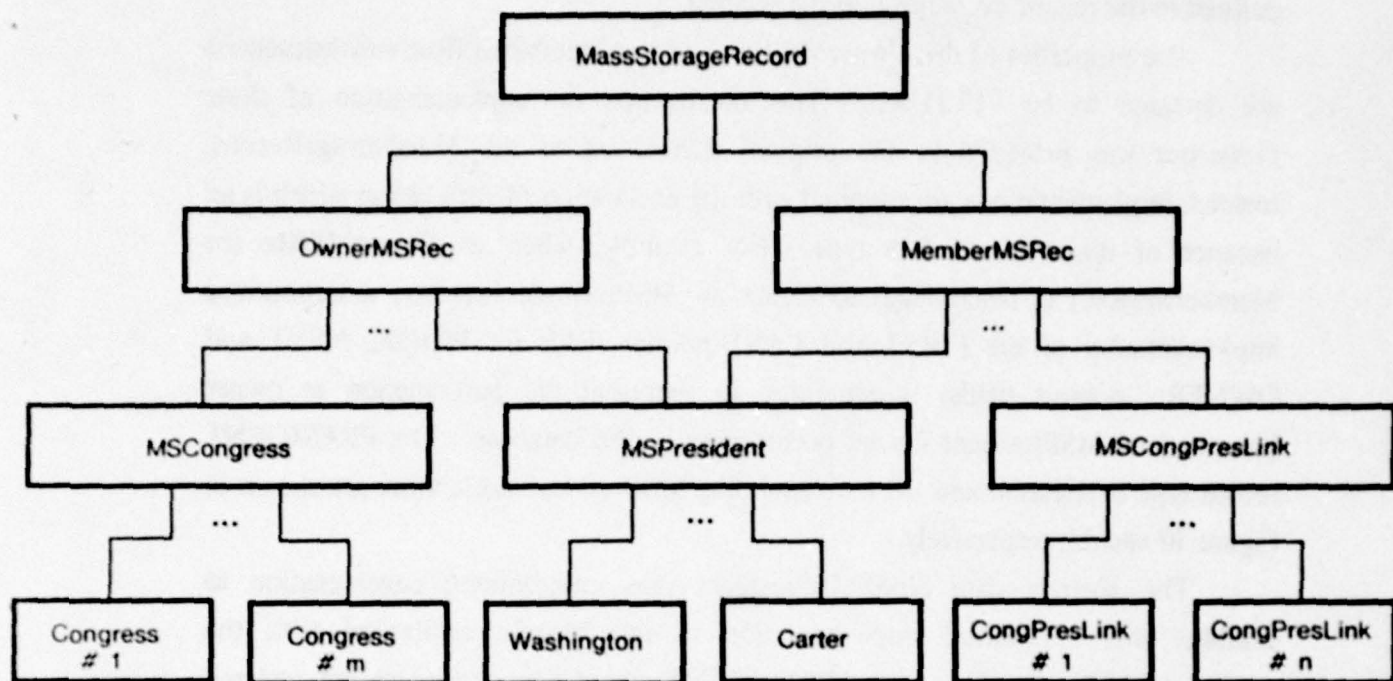 MassStorageRecord
OwnerMSRec
MemberMSRec
...
...
MSCongress
MSPresident
MSCongPresLink
...
...
...
Congress
# 1
Congress
# m
Washington
Carter
CongPresLink
# 1
CongPresLink
# n